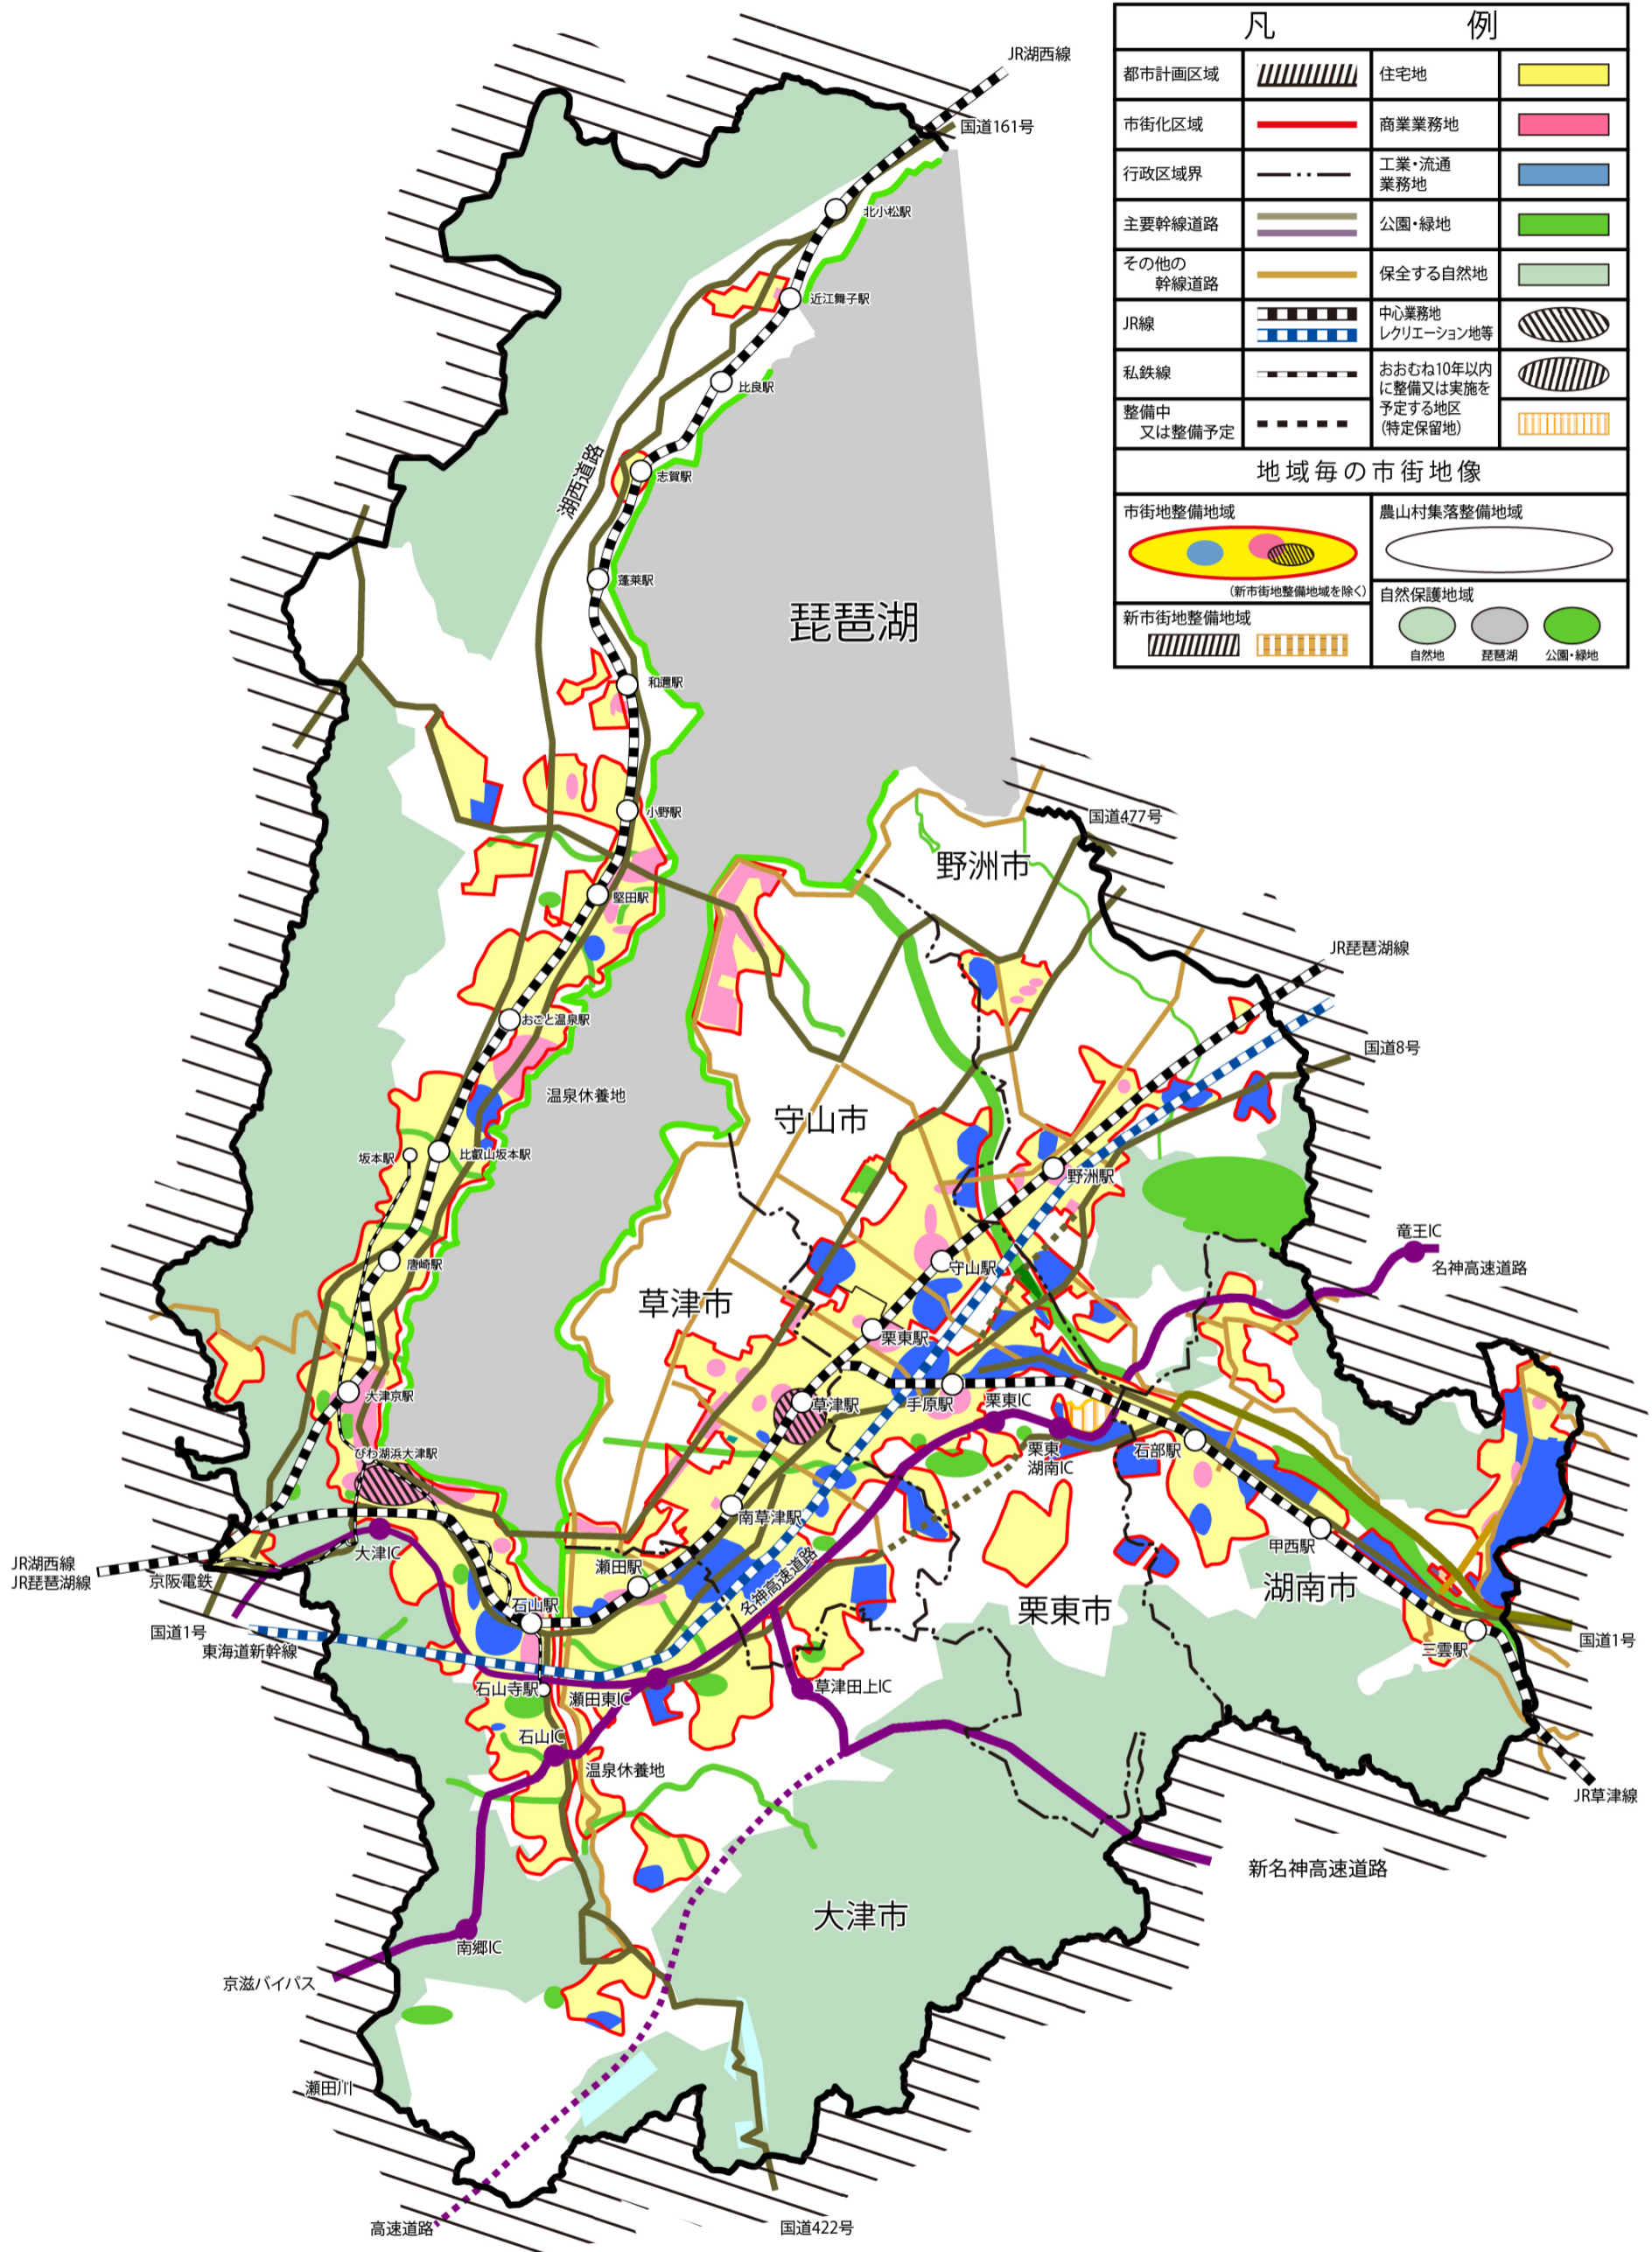 凡例
都市計画区域
住宅地
市街化区域
商業業務地
行政区域界
工業・流通
業務地
主要幹線道路
公園・緑地
その他の
幹線道路
保全する自然地
JR線
中心業務地
レクリエーション地等
私鉄線
おおむね10年以内
に整備又は実施を
予定する地区
(特定保留地)
整備中
又は整備予定
地域毎の市街地像
市街地整備地域
(新市街地整備地域を除く)
農山村集落整備地域
新市街地整備地域
自然保護地域
自然地
琵琶湖
公園・緑地
JR湖西線
国道161号
北小松駅
近江舞子駅
比良駅
湖西道路
志賀駅
蓬莱駅
琵琶湖
和邇駅
小野駅
国道477号
野洲市
堅田駅
JR琵琶湖線
おごと温泉駅
国道8号
温泉休養地
守山市
坂本駅
比叡山坂本駅
野洲駅
竜王IC
名神高速道路
唐崎駅
守山駅
草津市
栗東駅
大津京駅
草津駅
手原駅
栗東IC
栗東
湖南IC
石部駅
びわ湖浜大津駅
南草津駅
甲西駅
大津IC
JR湖西線
JR琵琶湖線
京阪電鉄
瀬田駅
名神高速道路
湖南市
栗東市
石山駅
国道1号
東海道新幹線
国道1号
三雲駅
石山寺駅
瀬田東IC
草津田上IC
石山IC
温泉休養地
JR草津線
新名神高速道路
大津市
南郷IC
京滋バイパス
瀬田川
高速道路
国道422号